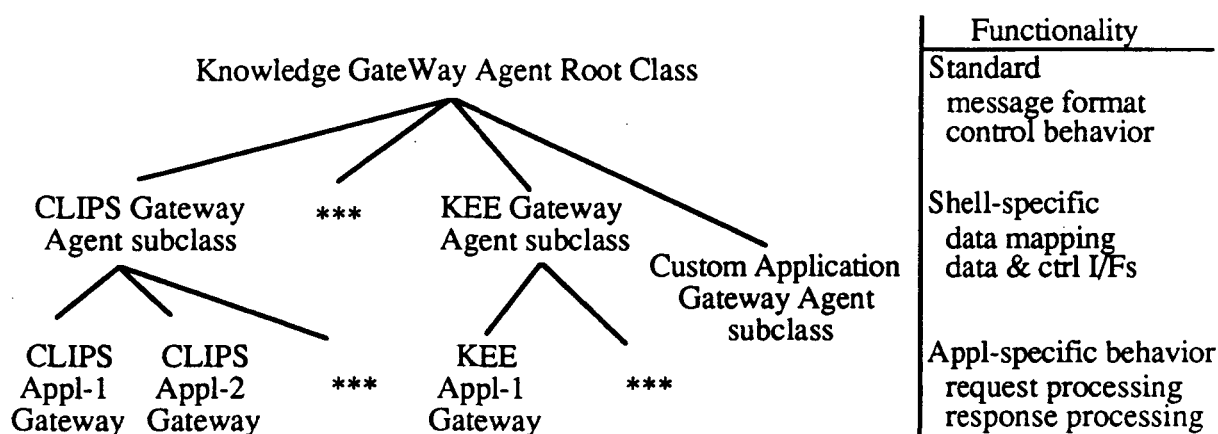 Functionality
Knowledge GateWay Agent Root Class
Standard
message format
control behavior
CLIPS Gateway
Agent subclass
***
KEE Gateway
Agent subclass
Custom Application
Gateway Agent
subclass
Shell-specific
data mapping
data & ctrl I/Fs
CLIPS
Appl-1
Gateway
CLIPS
Appl-2
Gateway
***
KEE
Appl-1
Gateway
***
Appl-specific behavior
request processing
response processing